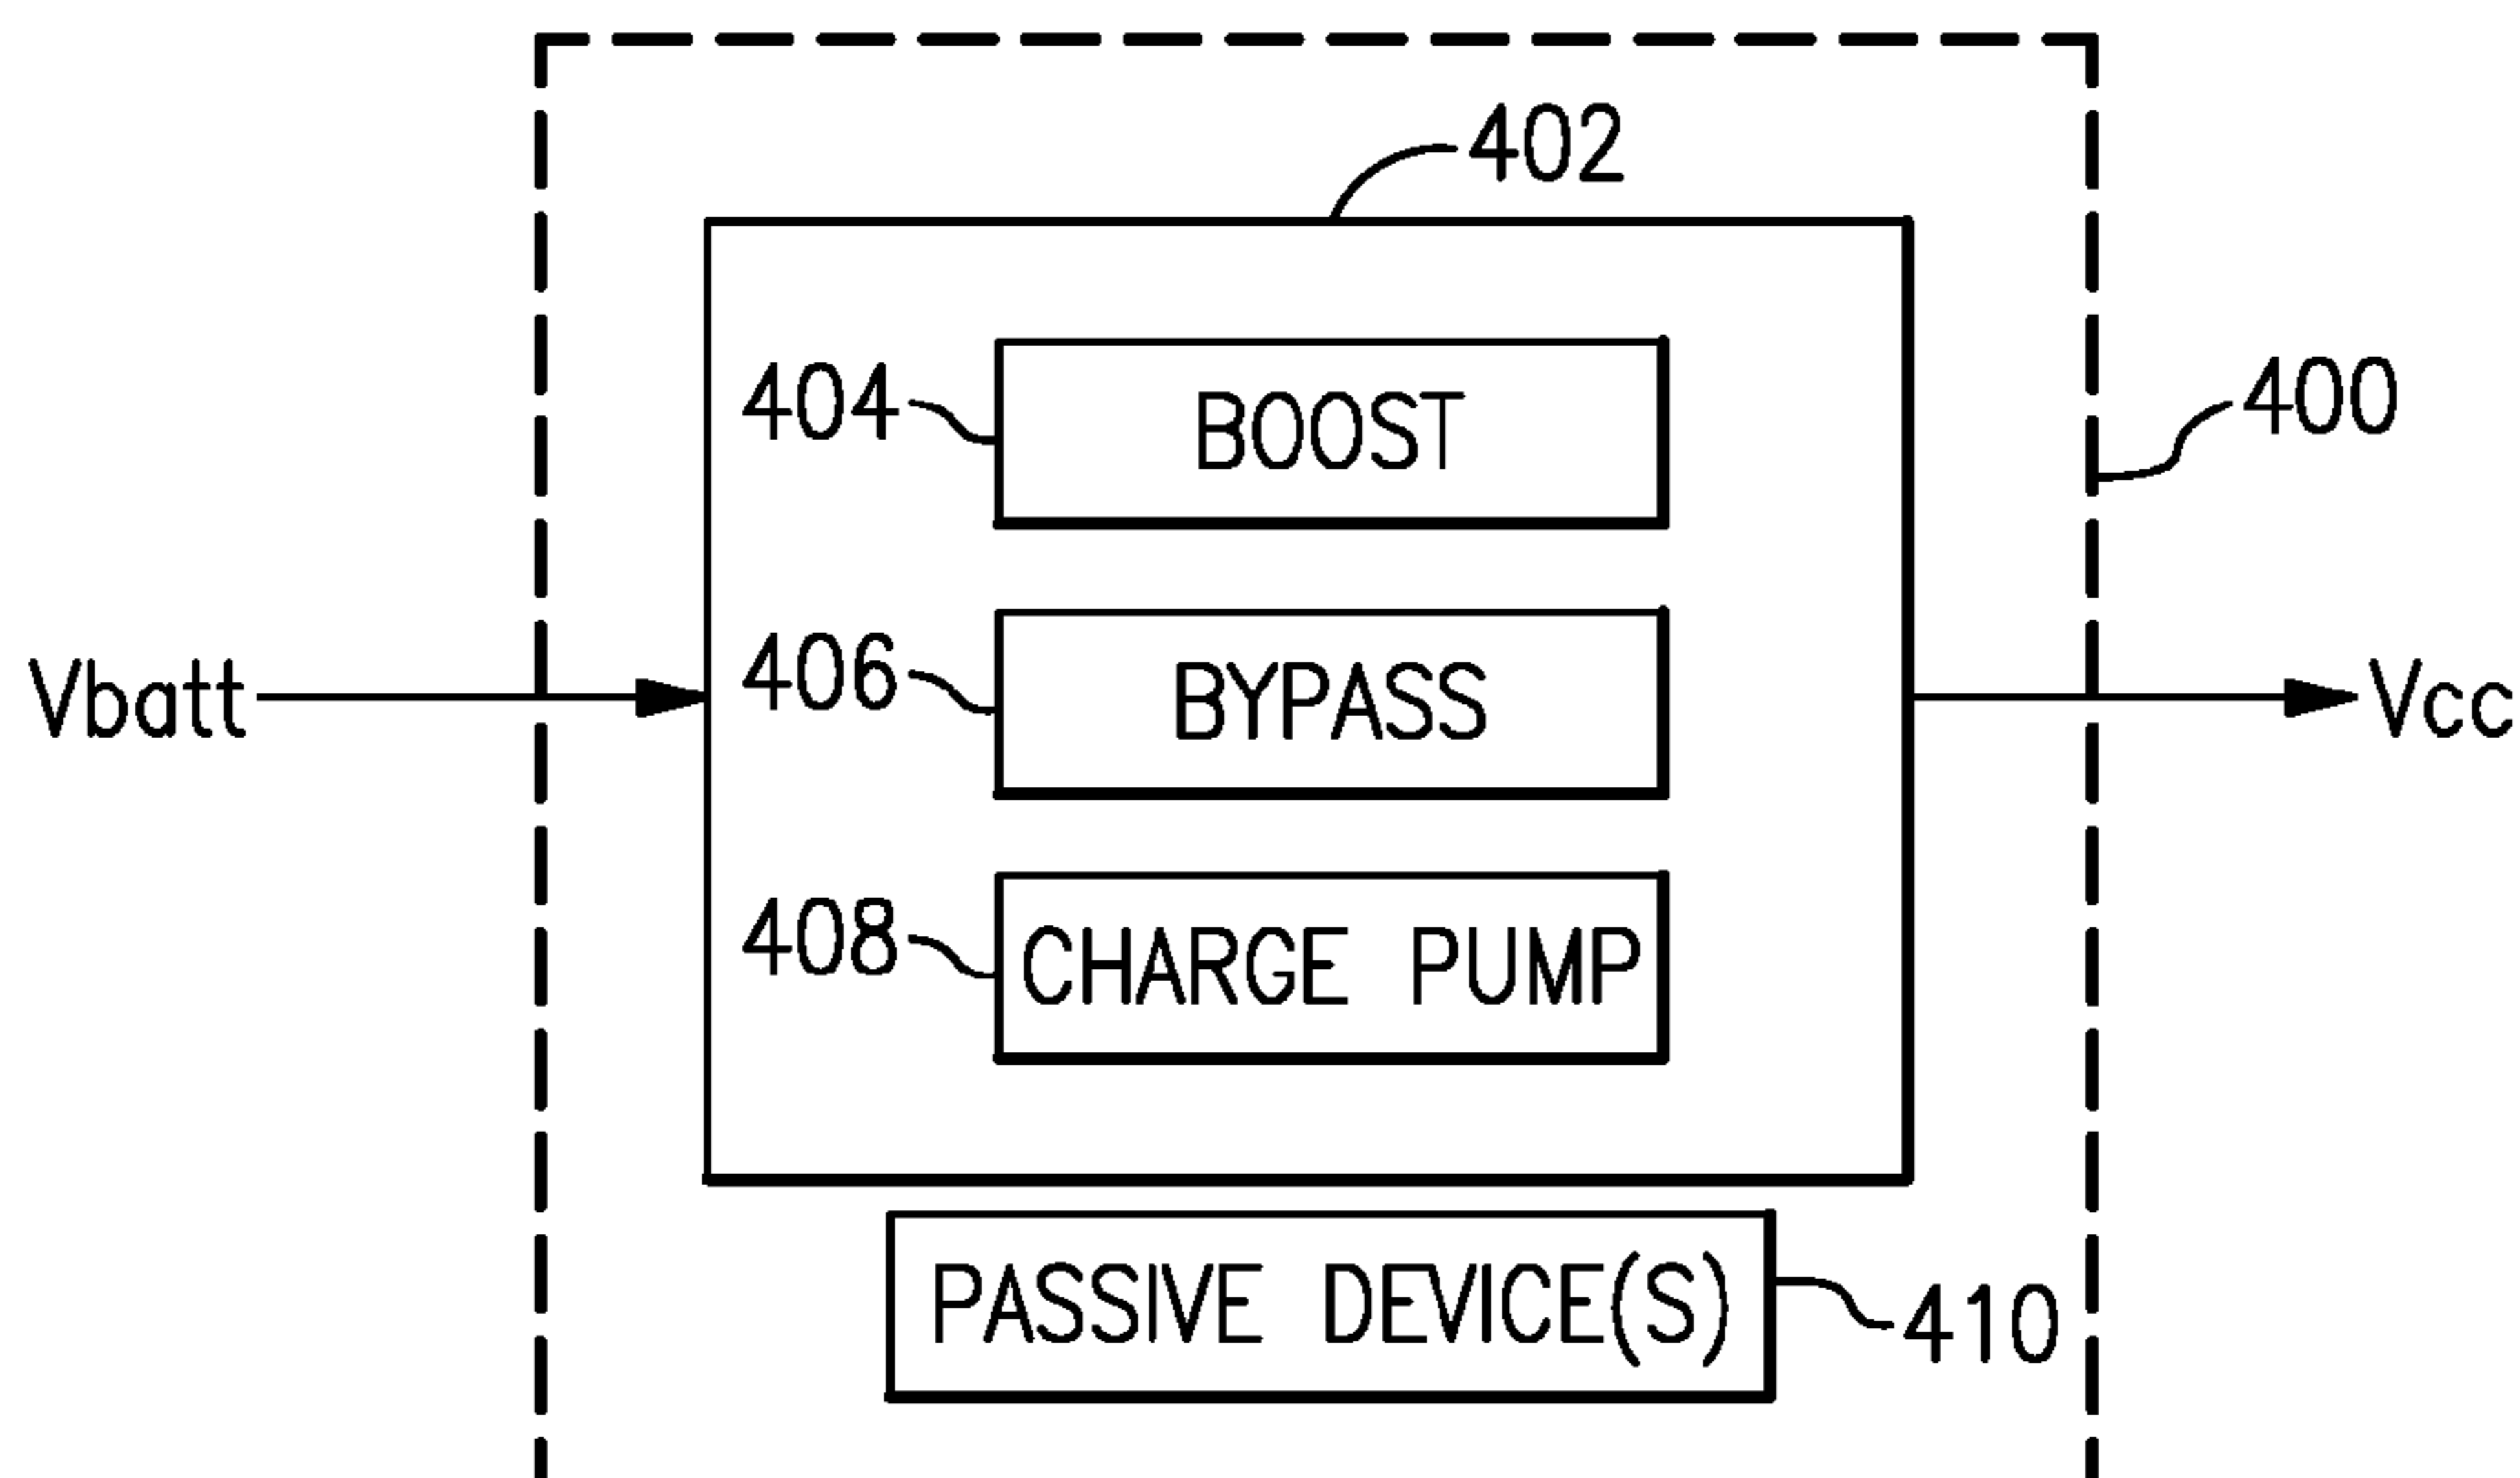 402
404
BOOST
400
Vbatt
406
BYPASS
Vcc
408
CHARGE PUMP
PASSIVE DEVICE(S)
410